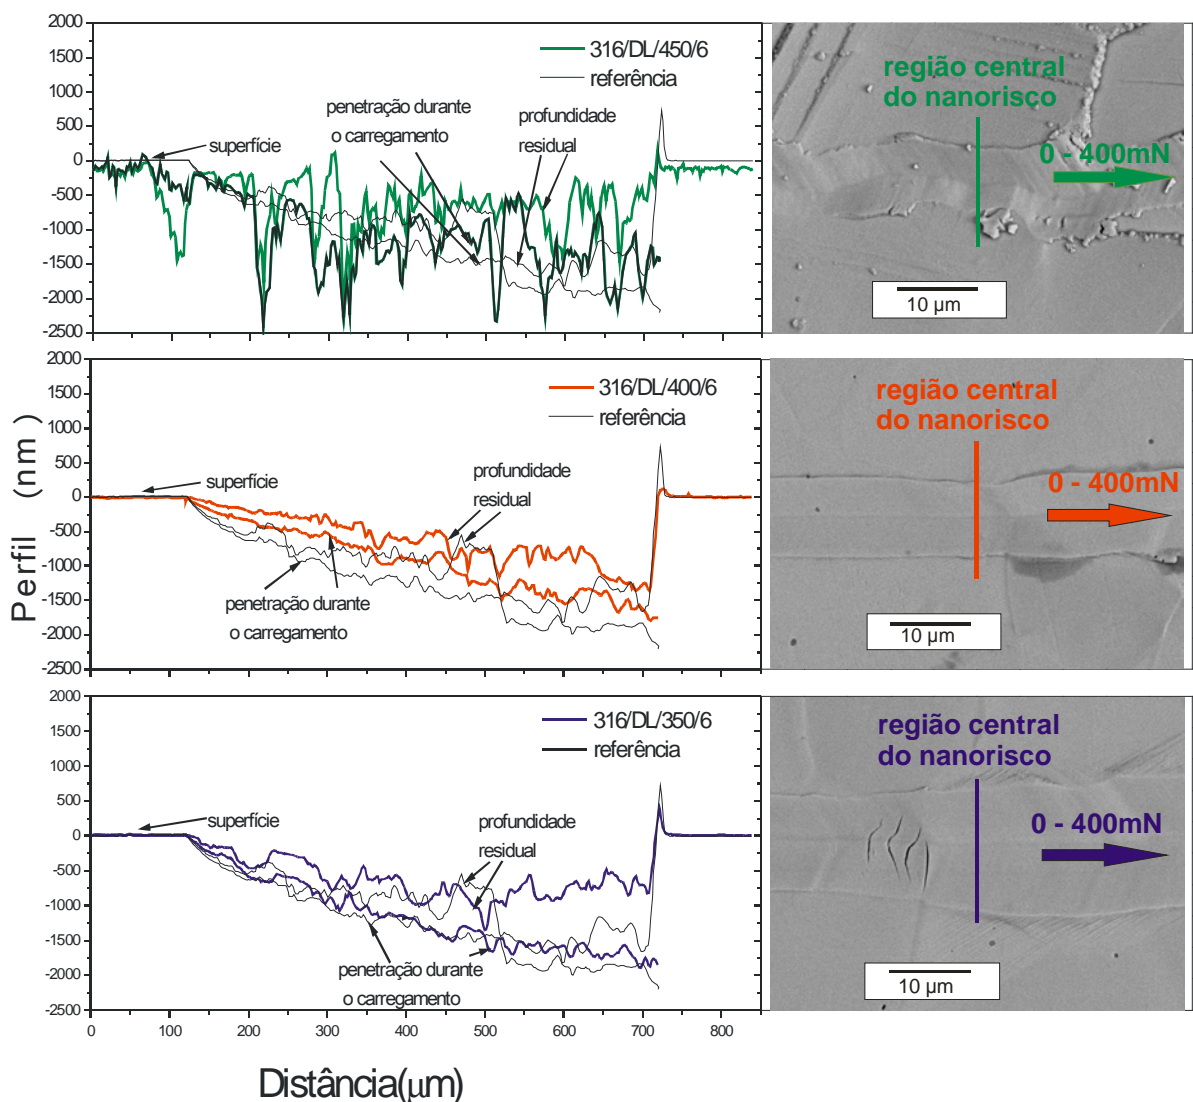 2000
1500
1000
500
0
-500
-1000
-1500
-2000
-2500
316/DL/450/6
referência
penetração durante
o carregamento
profundidade
residual
superfície
região central
do nanorisco
0 - 400mN
10 µm
2000
1500
1000
500
0
-500
-1000
-1500
-2000
-2500
316/DL/400/6
referência
superfície
profundidade
residual
penetração durante
o carregamento
região central
do nanorisco
0 - 400mN
10 µm
Perfil (nm)
2000
1500
1000
500
0
-500
-1000
-1500
-2000
-2500
316/DL/350/6
referência
superfície
profundidade
residual
penetração durante
o carregamento
região central
do nanorisco
0 - 400mN
10 µm
0 100 200 300 400 500 600 700 800
Distância(µm)